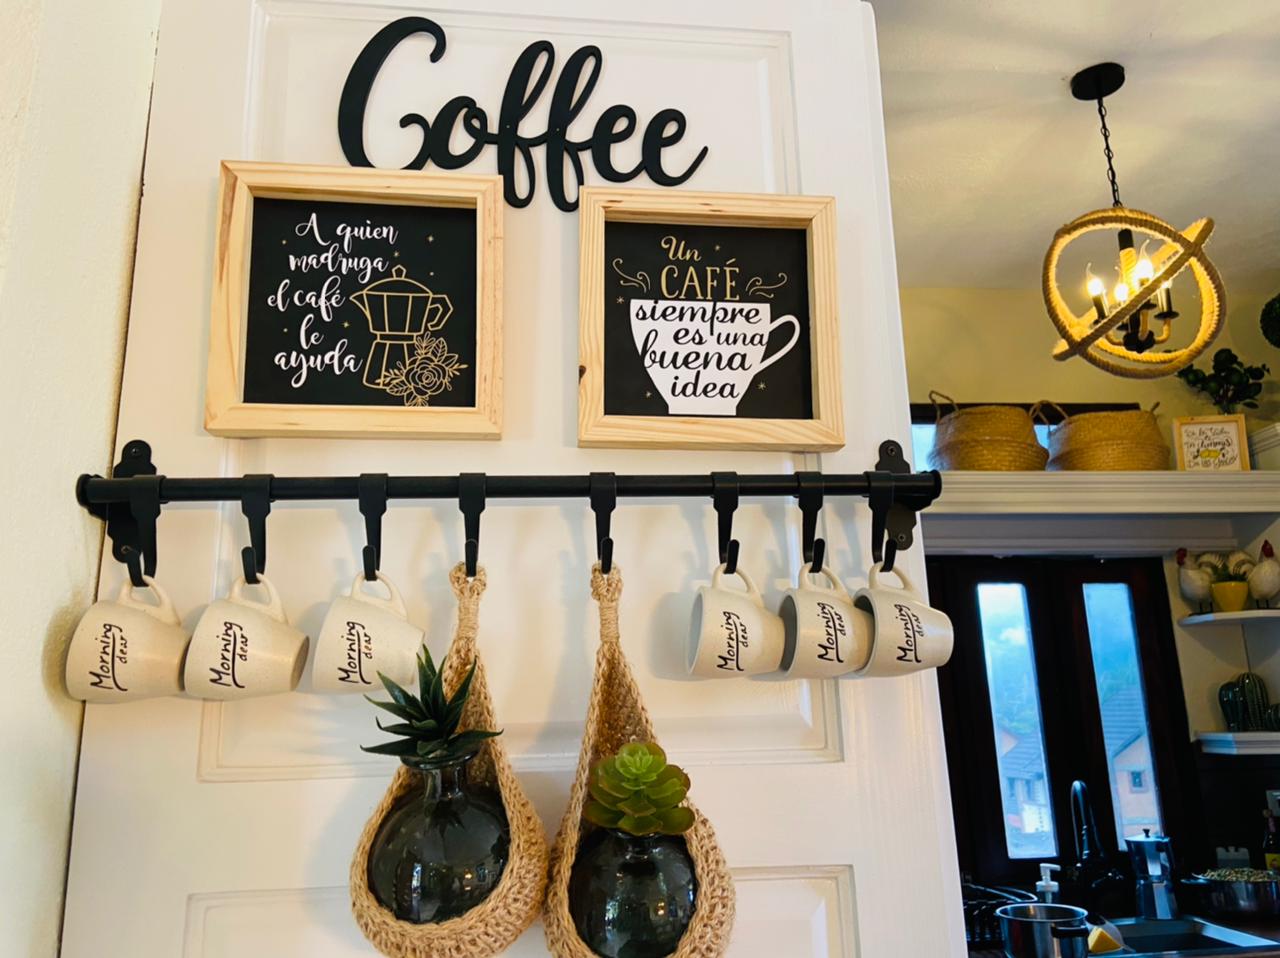 Coffee
A quien
madruga
el café
le
ayuda
Un
CAFÉ
siempre
es una
buena
idea
Morning
dear
Morning
dear
Morning
dear
Morning
dear
Morning
dear
Morning
dear